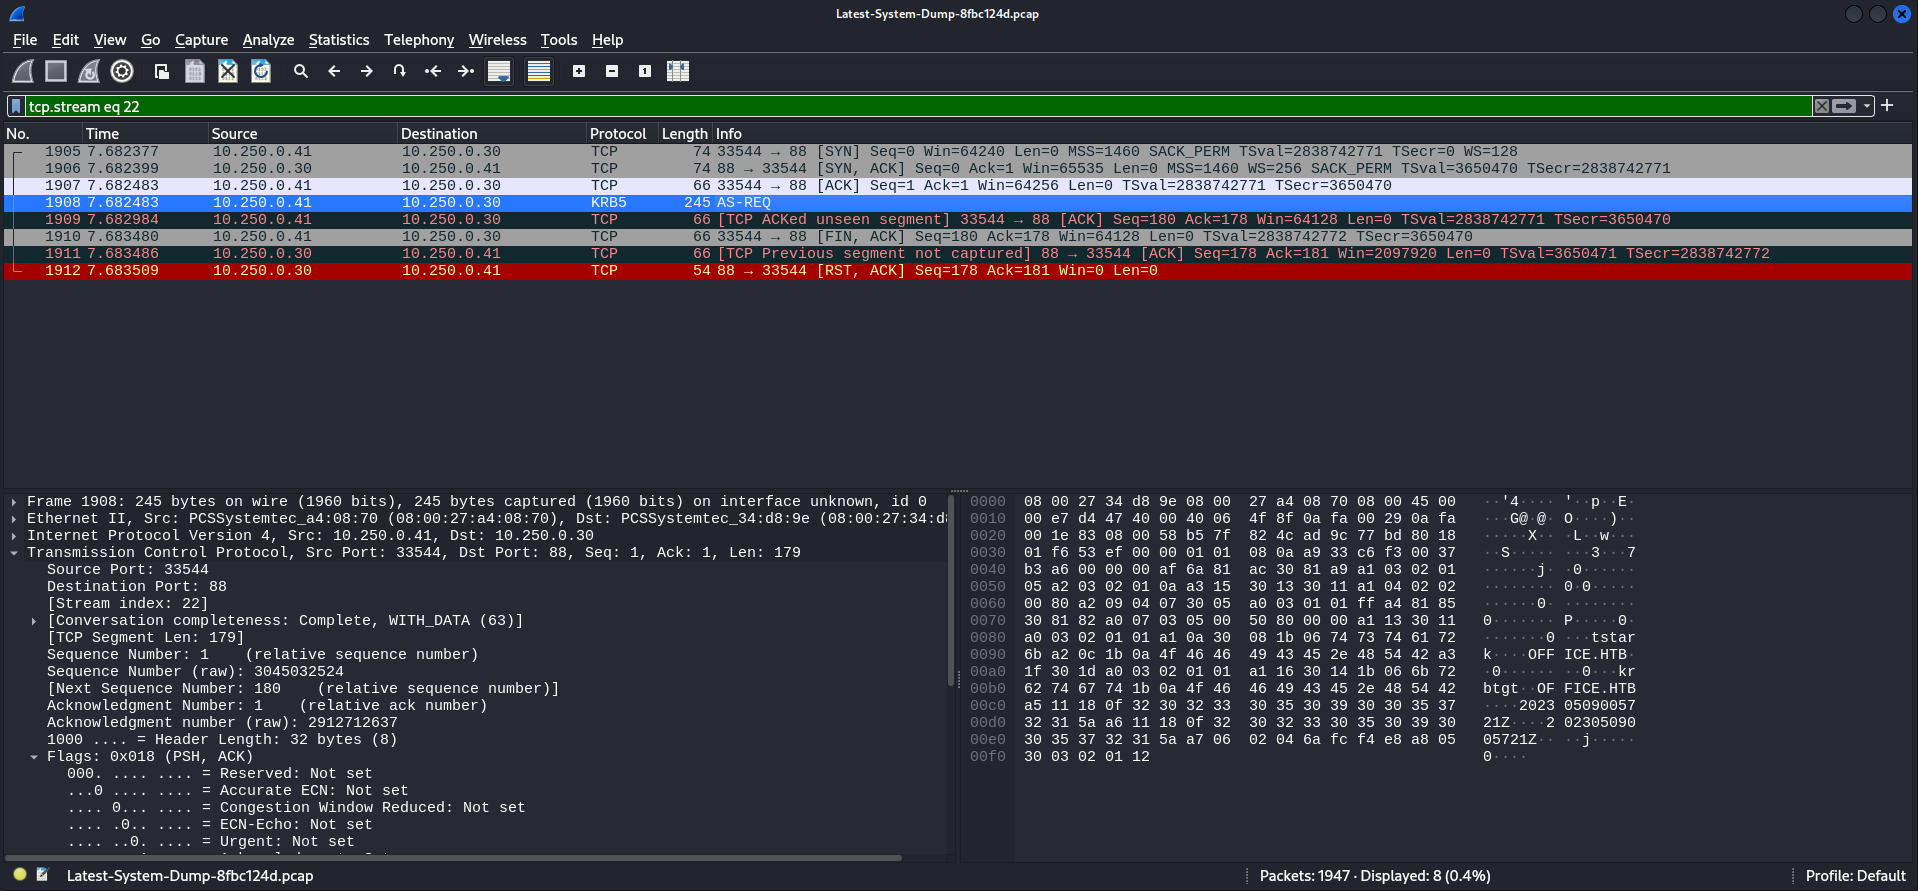 Latest-System-Dump-8fbc124d.pcap
File Edit View Go Capture Analyze Statistics Telephony Wireless Tools Help
tcp.stream eq 22
No. Time Source Destination Protocol Length Info
1905 7.682377 10.250.0.41 10.250.0.30 TCP 74 33544 → 88 [SYN] Seq=0 Win=64240 Len=0 MSS=1460 SACK_PERM TSval=2838742771 TSecr=0 WS=128
1906 7.682399 10.250.0.30 10.250.0.41 TCP 74 88 → 33544 [SYN, ACK] Seq=0 Ack=1 Win=65535 Len=0 MSS=1460 WS=256 SACK_PERM TSval=3650470 TSecr=2838742771
1907 7.682483 10.250.0.41 10.250.0.30 TCP 66 33544 → 88 [ACK] Seq=1 Ack=1 Win=64256 Len=0 TSval=2838742771 TSecr=3650470
1908 7.682483 10.250.0.41 10.250.0.30 KRB5 245 AS-REQ
1909 7.682984 10.250.0.41 10.250.0.30 TCP 66 [TCP ACKed unseen segment] 33544 → 88 [ACK] Seq=180 Ack=178 Win=64128 Len=0 TSval=2838742771 TSecr=3650470
1910 7.683480 10.250.0.41 10.250.0.30 TCP 66 33544 → 88 [FIN, ACK] Seq=180 Ack=178 Win=64128 Len=0 TSval=2838742772 TSecr=3650470
1911 7.683486 10.250.0.30 10.250.0.41 TCP 66 [TCP Previous segment not captured] 88 → 33544 [ACK] Seq=178 Ack=181 Win=2097920 Len=0 TSval=3650471 TSecr=2838742772
1912 7.683509 10.250.0.30 10.250.0.41 TCP 54 88 → 33544 [RST, ACK] Seq=178 Ack=181 Win=0 Len=0
Frame 1908: 245 bytes on wire (1960 bits), 245 bytes captured (1960 bits) on interface unknown, id 0
Ethernet II, Src: PCSSystemtec_a4:08:70 (08:00:27:a4:08:70), Dst: PCSSystemtec_34:d8:9e (08:00:27:34:d8
Internet Protocol Version 4, Src: 10.250.0.41, Dst: 10.250.0.30
Transmission Control Protocol, Src Port: 33544, Dst Port: 88, Seq: 1, Ack: 1, Len: 179
Source Port: 33544
Destination Port: 88
[Stream index: 22]
[Conversation completeness: Complete, WITH_DATA (63)]
[TCP Segment Len: 179]
Sequence Number: 1    (relative sequence number)
Sequence Number (raw): 3045032524
[Next Sequence Number: 180    (relative sequence number)]
Acknowledgment Number: 1    (relative ack number)
Acknowledgment number (raw): 2912712637
1000 .... = Header Length: 32 bytes (8)
Flags: 0x018 (PSH, ACK)
000. .... .... = Reserved: Not set
...0 .... .... = Accurate ECN: Not set
.... 0... .... = Congestion Window Reduced: Not set
.... .0.. .... = ECN-Echo: Not set
.... ..0. .... = Urgent: Not set
0000 08 00 27 34 d8 9e 08 00 27 a4 08 70 08 00 45 00 ··'4···· '··p··E·
0010 00 e7 d4 47 40 00 40 06 4f 8f 0a fa 00 29 0a fa ···G@·@· O····)··
0020 00 1e 83 08 00 58 b5 7f 82 4c ad 9c 77 bd 80 18 ·····X·· ·L··w···
0030 01 f6 53 ef 00 00 01 01 08 0a a9 33 c6 f3 00 37 ··S····· ···3···7
0040 b3 a6 00 00 00 af 6a 81 ac 30 81 a9 a1 03 02 01 ······j· ·0······
0050 05 a2 03 02 01 0a a3 15 30 13 30 11 a1 04 02 02 ········ 0·0·····
0060 00 80 a2 09 04 07 30 05 a0 03 01 01 ff a4 81 85 ······0· ········
0070 30 81 82 a0 07 03 05 00 50 80 00 00 a1 13 30 11 0······· P·····0·
0080 a0 03 02 01 01 a1 0a 30 08 1b 06 74 73 74 61 72 ·······0 ···tstar
0090 6b a2 0c 1b 0a 4f 46 46 49 43 45 2e 48 54 42 a3 k····OFF ICE.HTB·
00a0 1f 30 1d a0 03 02 01 01 a1 16 30 14 1b 06 6b 72 ·0······ ··0···kr
00b0 62 74 67 74 1b 0a 4f 46 46 49 43 45 2e 48 54 42 btgt··OF FICE.HTB
00c0 a5 11 18 0f 32 30 32 33 30 35 30 39 30 30 35 37 ····2023 05090057
00d0 32 31 5a a6 11 18 0f 32 30 32 33 30 35 30 39 30 21Z····2 02305090
00e0 30 35 37 32 31 5a a7 06 02 04 6a fc f4 e8 a8 05 05721Z·· ··j·····
00f0 30 03 02 01 12 0····
Latest-System-Dump-8fbc124d.pcap
Packets: 1947 · Displayed: 8 (0.4%)
Profile: Default